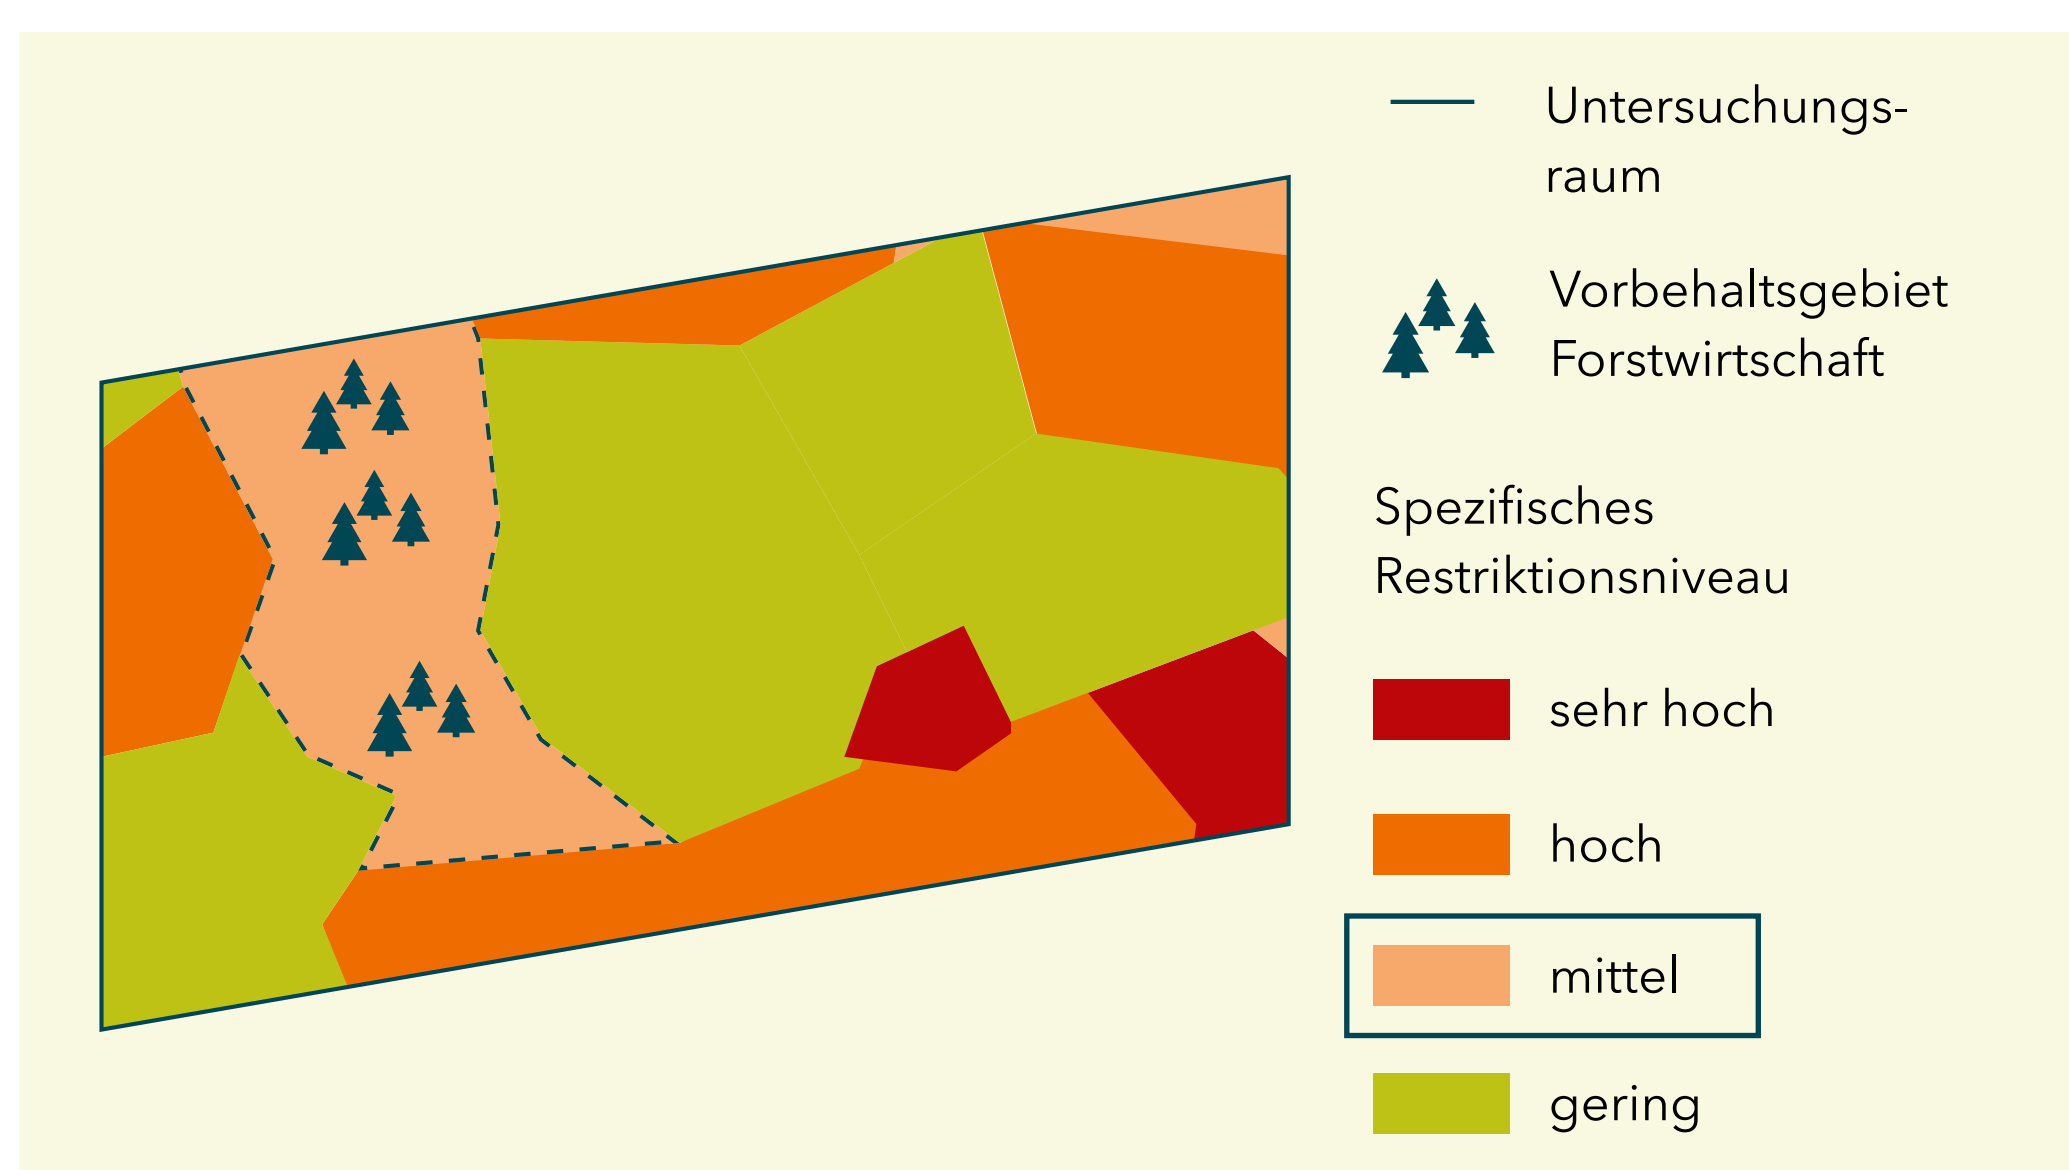 Untersuchungs-
raum
Vorbehaltsgebiet
Forstwirtschaft
Spezifisches
Restriktionsniveau
sehr hoch
hoch
mittel
gering